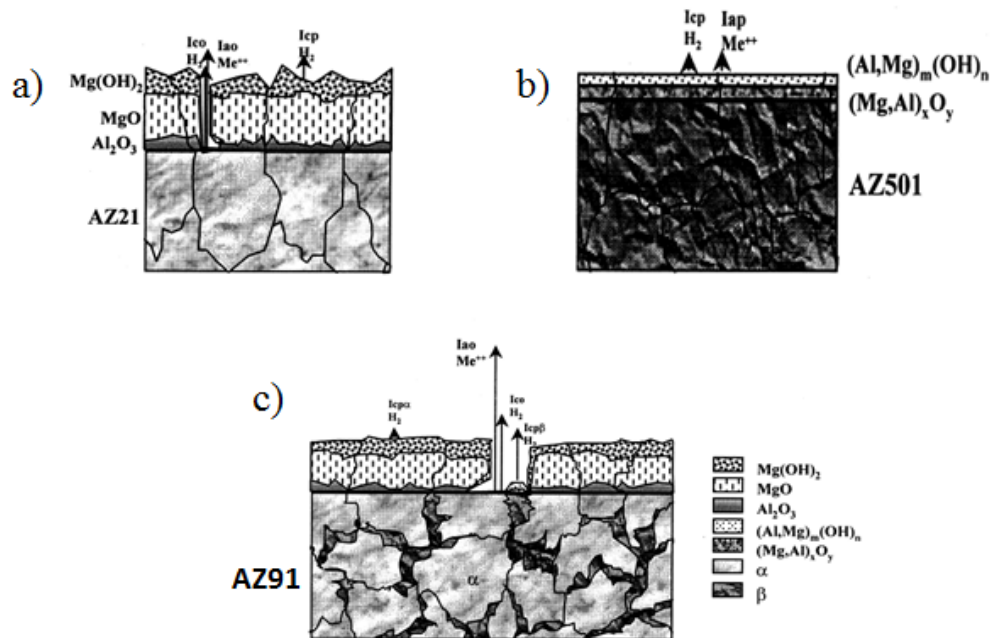 a)
Ico
H₂
Iao
Me⁺⁺
Icp
H₂
Mg(OH)₂
MgO
Al₂O₃
AZ21
b)
Icp
H₂
Iap
Me⁺⁺
(Al,Mg)ₘ(OH)ₙ
(Mg,Al)ₓOᵧ
AZ501
c)
Iao
Me⁺⁺
Icpα
H₂
Ico
H₂
Icpβ
H₂
AZ91
α
Mg(OH)₂
MgO
Al₂O₃
(Al,Mg)ₘ(OH)ₙ
(Mg,Al)ₓOᵧ
α
β